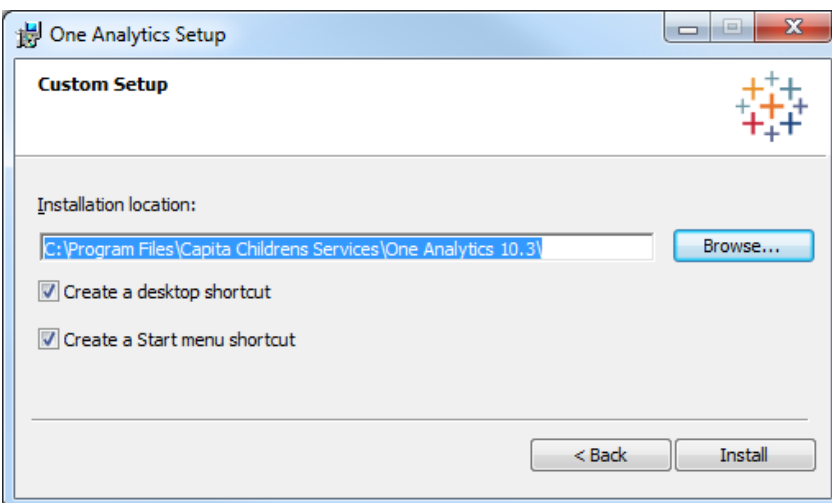 One Analytics Setup
Custom Setup
Installation location:
C:\Program Files\Capita Childrens Services\One Analytics 10.3\
Browse...
Create a desktop shortcut
Create a Start menu shortcut
< Back
Install